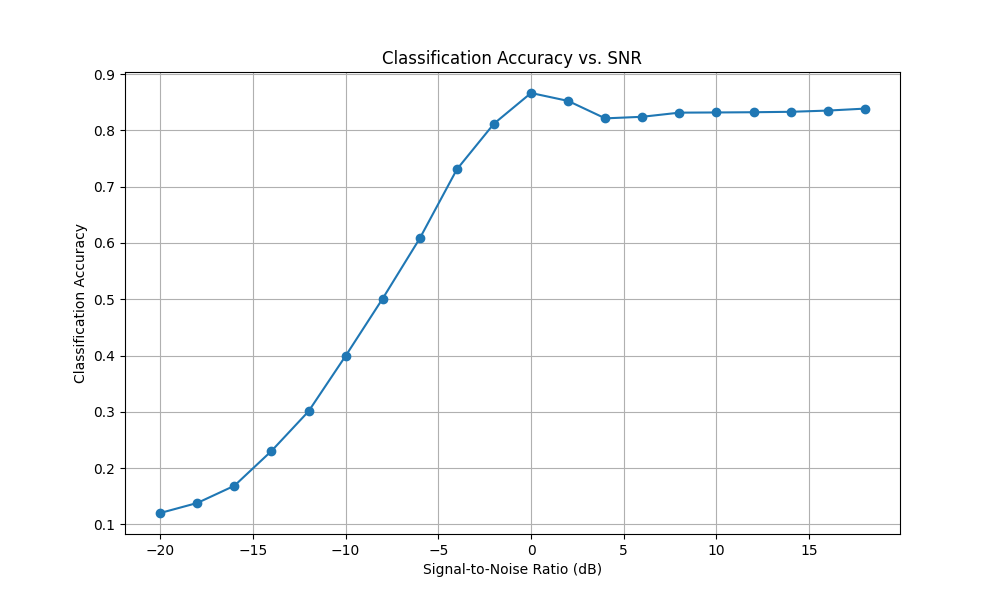 Classification Accuracy vs. SNR
0.9
0.8
0.7
0.6
0.5
0.4
0.3
0.2
0.1
Classification Accuracy
−20 −15 −10 −5 0 5 10 15
Signal-to-Noise Ratio (dB)